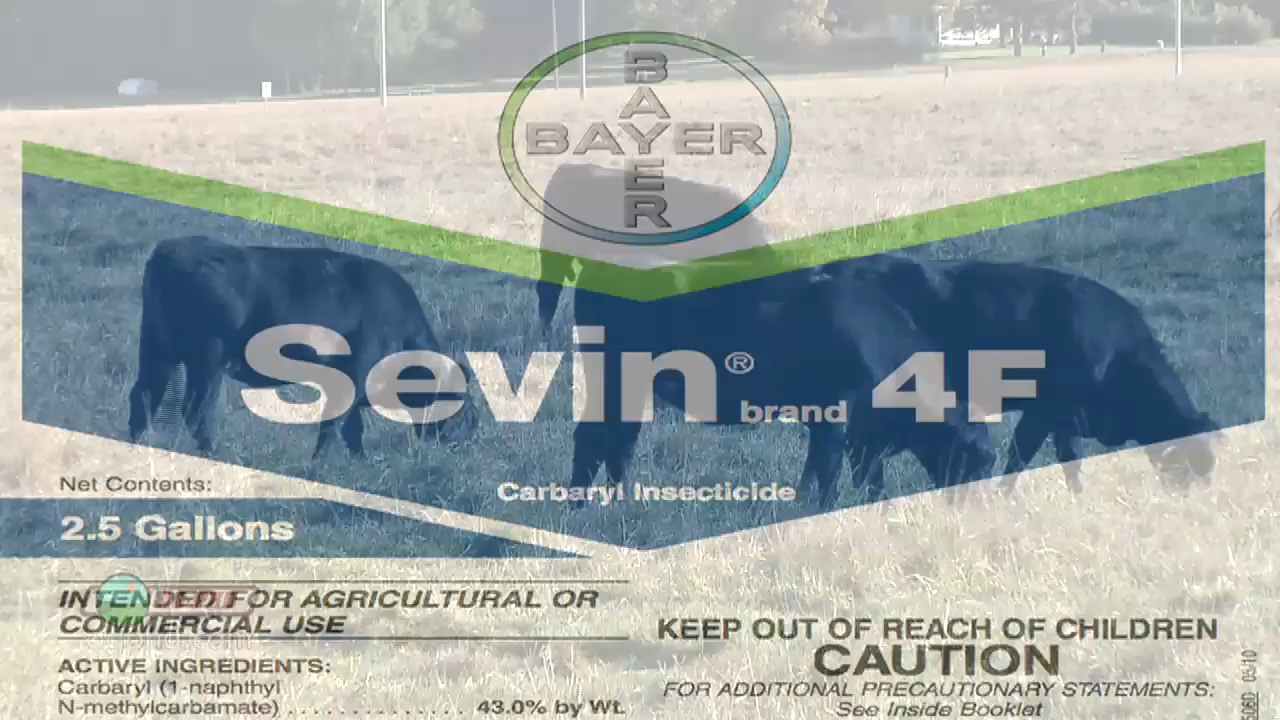 BAYER
BAYER
Sevin® brand 4F
Carbaryl Insecticide
Net Contents:
2.5 Gallons
INTENDED FOR AGRICULTURAL OR
COMMERCIAL USE
ACTIVE INGREDIENTS:
Carbaryl (1-naphthyl
N-methylcarbamate) .............. 43.0% by Wt.
KEEP OUT OF REACH OF CHILDREN
CAUTION
FOR ADDITIONAL PRECAUTIONARY STATEMENTS:
See Inside Booklet